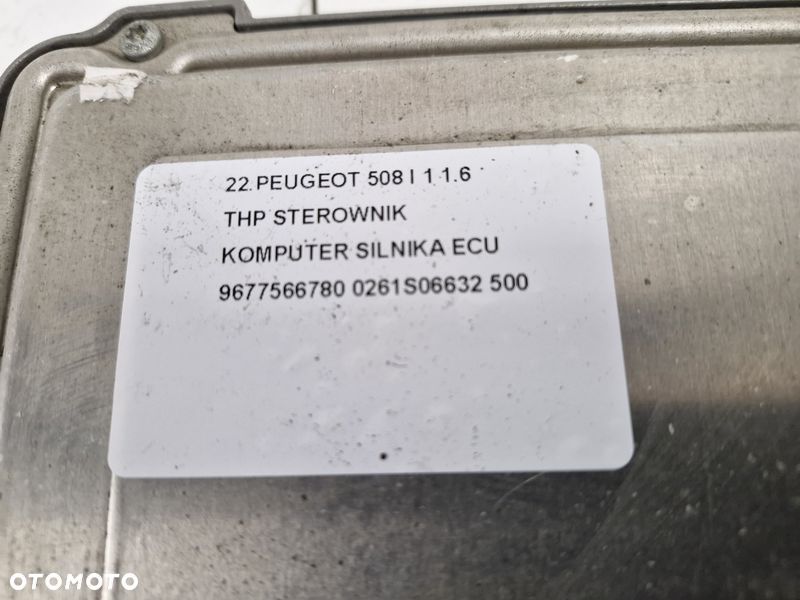 22.PEUGEOT 508 I 1 1.6
THP STEROWNIK
KOMPUTER SILNIKA ECU
9677566780 0261S06632 500
OTOMOTO